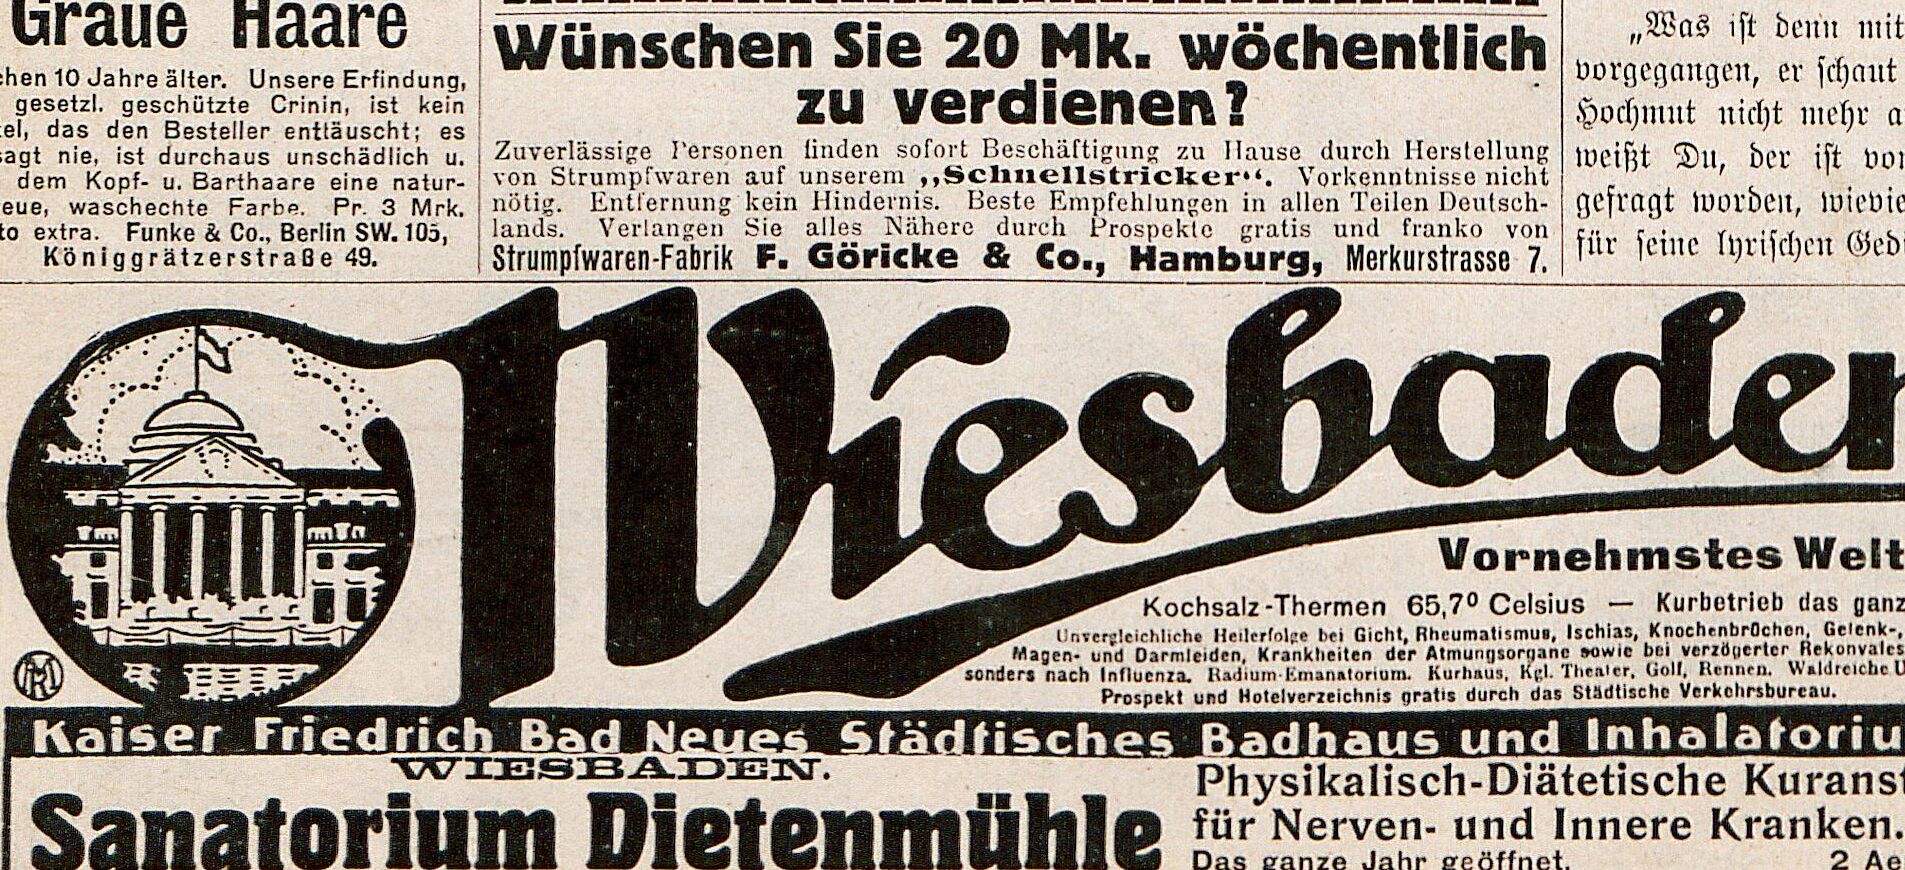 Graue Haare
chen 10 Jahre älter. Unsere Erfindung,
gesetzl. geschützte Crinin, ist kein
tel, das den Besteller enttäuscht; es
sagt nie, ist durchaus unschädlich u.
dem Kopf- u. Barthaare eine natur-
reue, waschechte Farbe. Pr. 3 Mrk.
to extra. Funke & Co., Berlin SW. 105,
Königgrätzerstraße 49.
Wünschen Sie 20 Mk. wöchentlich
zu verdienen?
Zuverlässige Personen finden sofort Beschäftigung zu Hause durch Herstellung
von Strumpfwaren auf unserem „Schnellstricker“. Vorkenntnisse nicht
nötig. Entfernung kein Hindernis. Beste Empfehlungen in allen Teilen Deutsch-
lands. Verlangen Sie alles Nähere durch Prospekte gratis und franko von
Strumpfwaren-Fabrik F. Göricke & Co., Hamburg, Merkurstrasse 7.
„Was ist denn mit
vorgegangen, er schaut
Hochmut nicht mehr a
weißt Du, der ist vor
gefragt worden, wievie
für seine lyrischen Gedi
Wiesbaden
Vornehmstes Welt
Kochsalz-Thermen 65,7⁰ Celsius — Kurbetrieb das ganz
Unvergleichliche Heilerfolge bei Gicht, Rheumatismus, Ischias, Knochenbrüchen, Gelenk-,
Magen- und Darmleiden, Krankheiten der Atmungsorgane sowie bei verzögerter Rekonvales
sonders nach Influenza. Radium-Emanatorium. Kurhaus, Kgl. Theater, Golf, Rennen. Waldreiche U
Prospekt und Hotelverzeichnis gratis durch das Städtische Verkehrsbureau.
Kaiser Friedrich Bad Neues Städtisches Badhaus und Inhalatoriu
WIESBADEN.
Sanatorium Dietenmühle
Physikalisch-Diätetische Kuranst
für Nerven- und Innere Kranken.
Das ganze Jahr geöffnet. 2 Ae